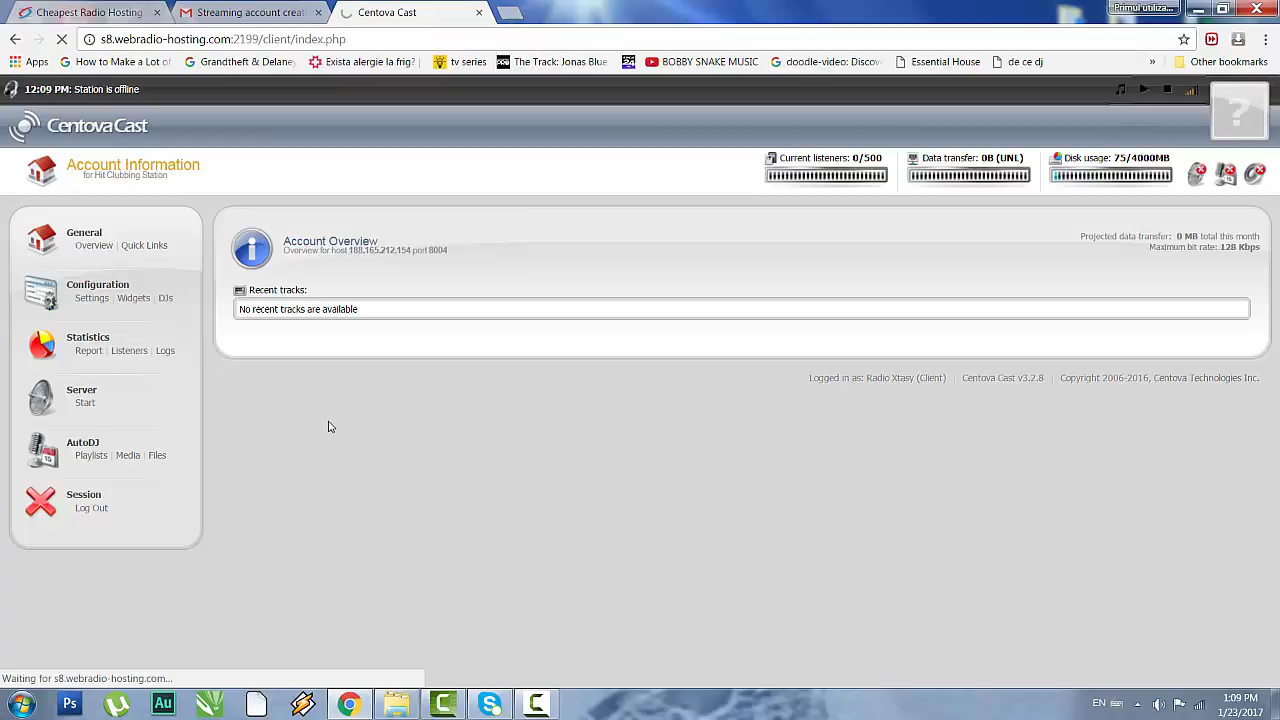 Cheapest Radio Hosting
Streaming account creat
Centova Cast
Primul utiliza...
s8.webradio-hosting.com:2199/client/index.php
Apps
How to Make a Lot of
Grandtheft & Delaney
Exista alergie la frig?
tv series
The Track: Jonas Blue
BOBBY SNAKE MUSIC
doodle-video: Discov
Essential House
de ce dj
»
Other bookmarks
12:09 PM: Station is offline
CentovaCast
?
Account Information
for Hit Clubbing Station
Current listeners: 0/500
Data transfer: 0B (UNL)
Disk usage: 75/4000MB
General
Overview | Quick Links
Configuration
Settings | Widgets | DJs
Statistics
Report | Listeners | Logs
Server
Start
AutoDJ
Playlists | Media | Files
Session
Log Out
Account Overview
Overview for host 188.165.212.154 port 8004
Projected data transfer: 0 MB total this month
Maximum bit rate: 128 Kbps
Recent tracks:
No recent tracks are available
Logged in as: Radio Xtasy (Client) | Centova Cast v3.2.8 | Copyright 2006-2016, Centova Technologies Inc.
Waiting for s8.webradio-hosting.com...
Ps
Au
EN
1:09 PM
1/23/2017